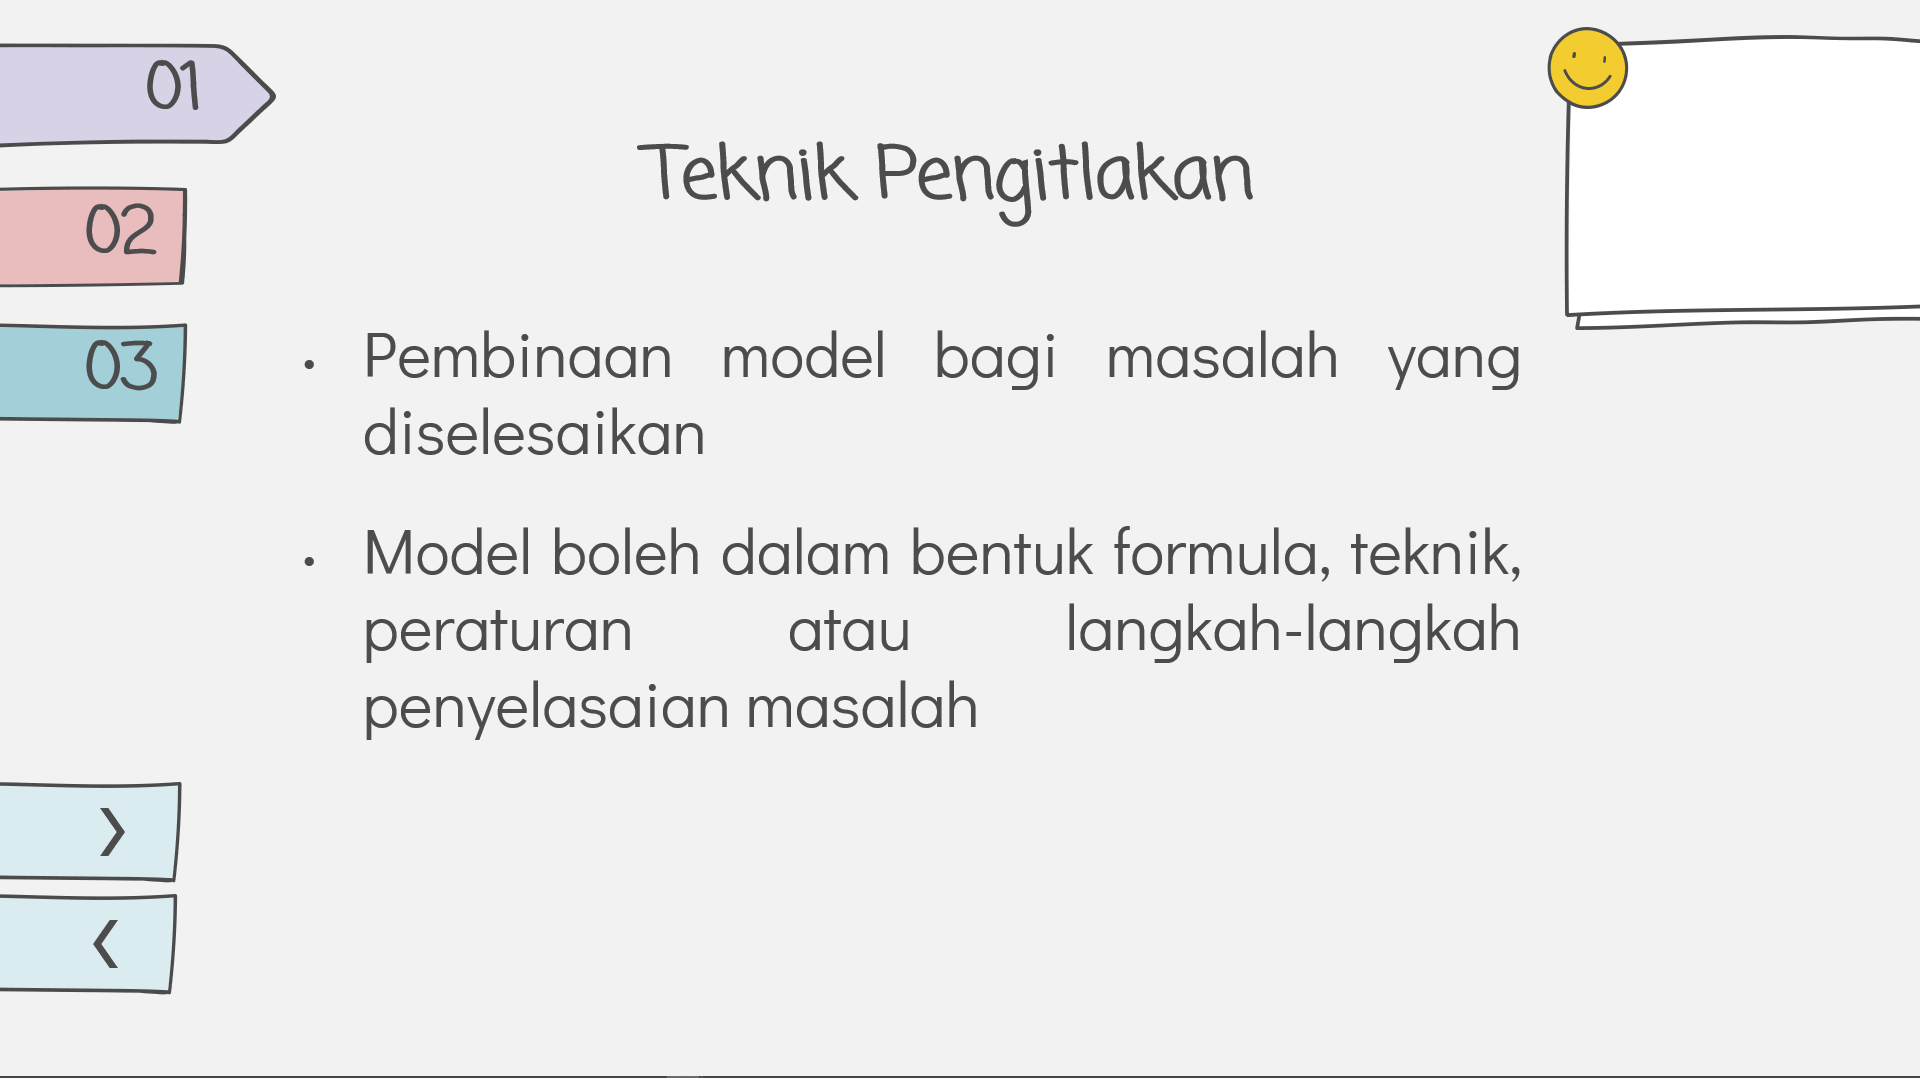 01
02
03
Teknik Pengitlakan
• Pembinaan model bagi masalah yang
diselesaikan
• Model boleh dalam bentuk formula, teknik,
peraturan atau langkah-langkah
penyelasaian masalah